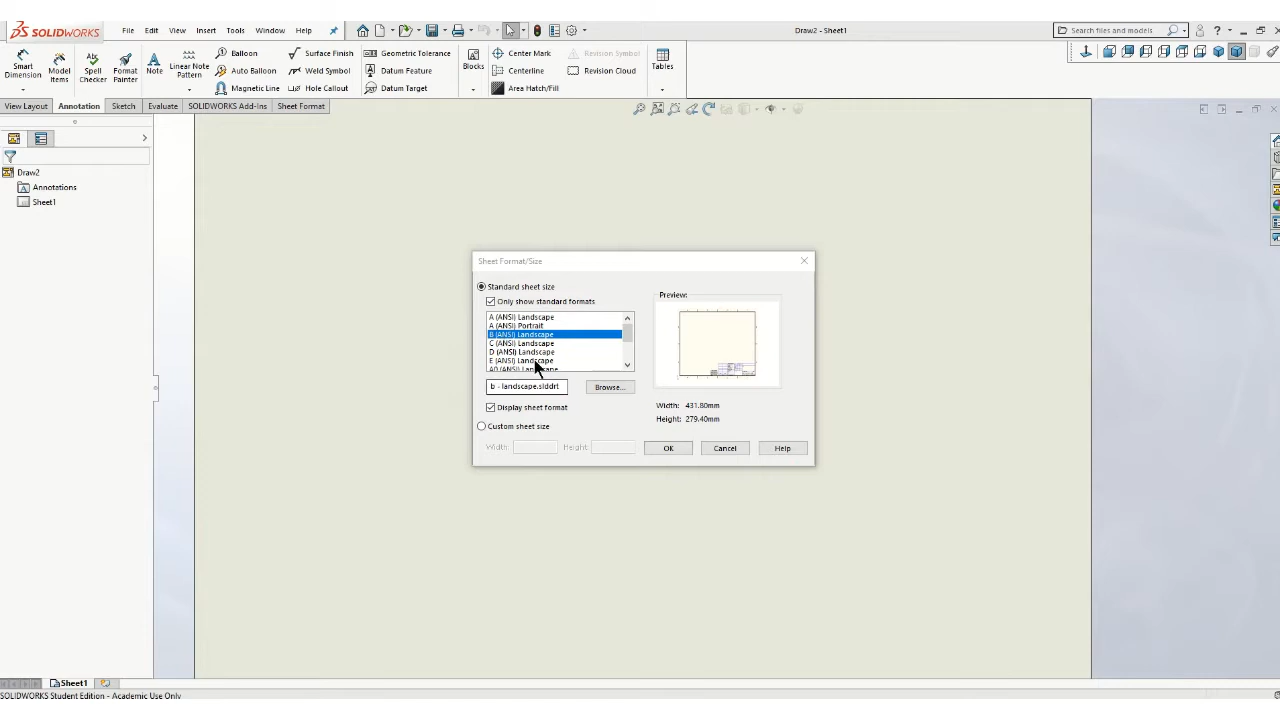 SOLIDWORKS File Edit View Insert Tools Window Help Draw2 - Sheet1 Search files and models
Smart Dimension
Model Items
Spell Checker
Format Painter
Note
Linear Note Pattern
Balloon
Auto Balloon
Magnetic Line
Surface Finish
Weld Symbol
Hole Callout
Geometric Tolerance
Datum Feature
Datum Target
Blocks
Center Mark
Centerline
Area Hatch/Fill
Revision Symbol
Revision Cloud
Tables
View Layout Annotation Sketch Evaluate SOLIDWORKS Add-Ins Sheet Format
Draw2
Annotations
Sheet1
Sheet Format/Size
Standard sheet size
Only show standard formats
A (ANSI) Landscape
A (ANSI) Portrait
B (ANSI) Landscape
C (ANSI) Landscape
D (ANSI) Landscape
E (ANSI) Landscape
A0 (ANSI) Landscape
b - landscape.slddrt
Browse...
Display sheet format
Custom sheet size
Width: Height:
Preview:
Width: 431.80mm
Height: 279.40mm
OK Cancel Help
Sheet1
SOLIDWORKS Student Edition - Academic Use Only